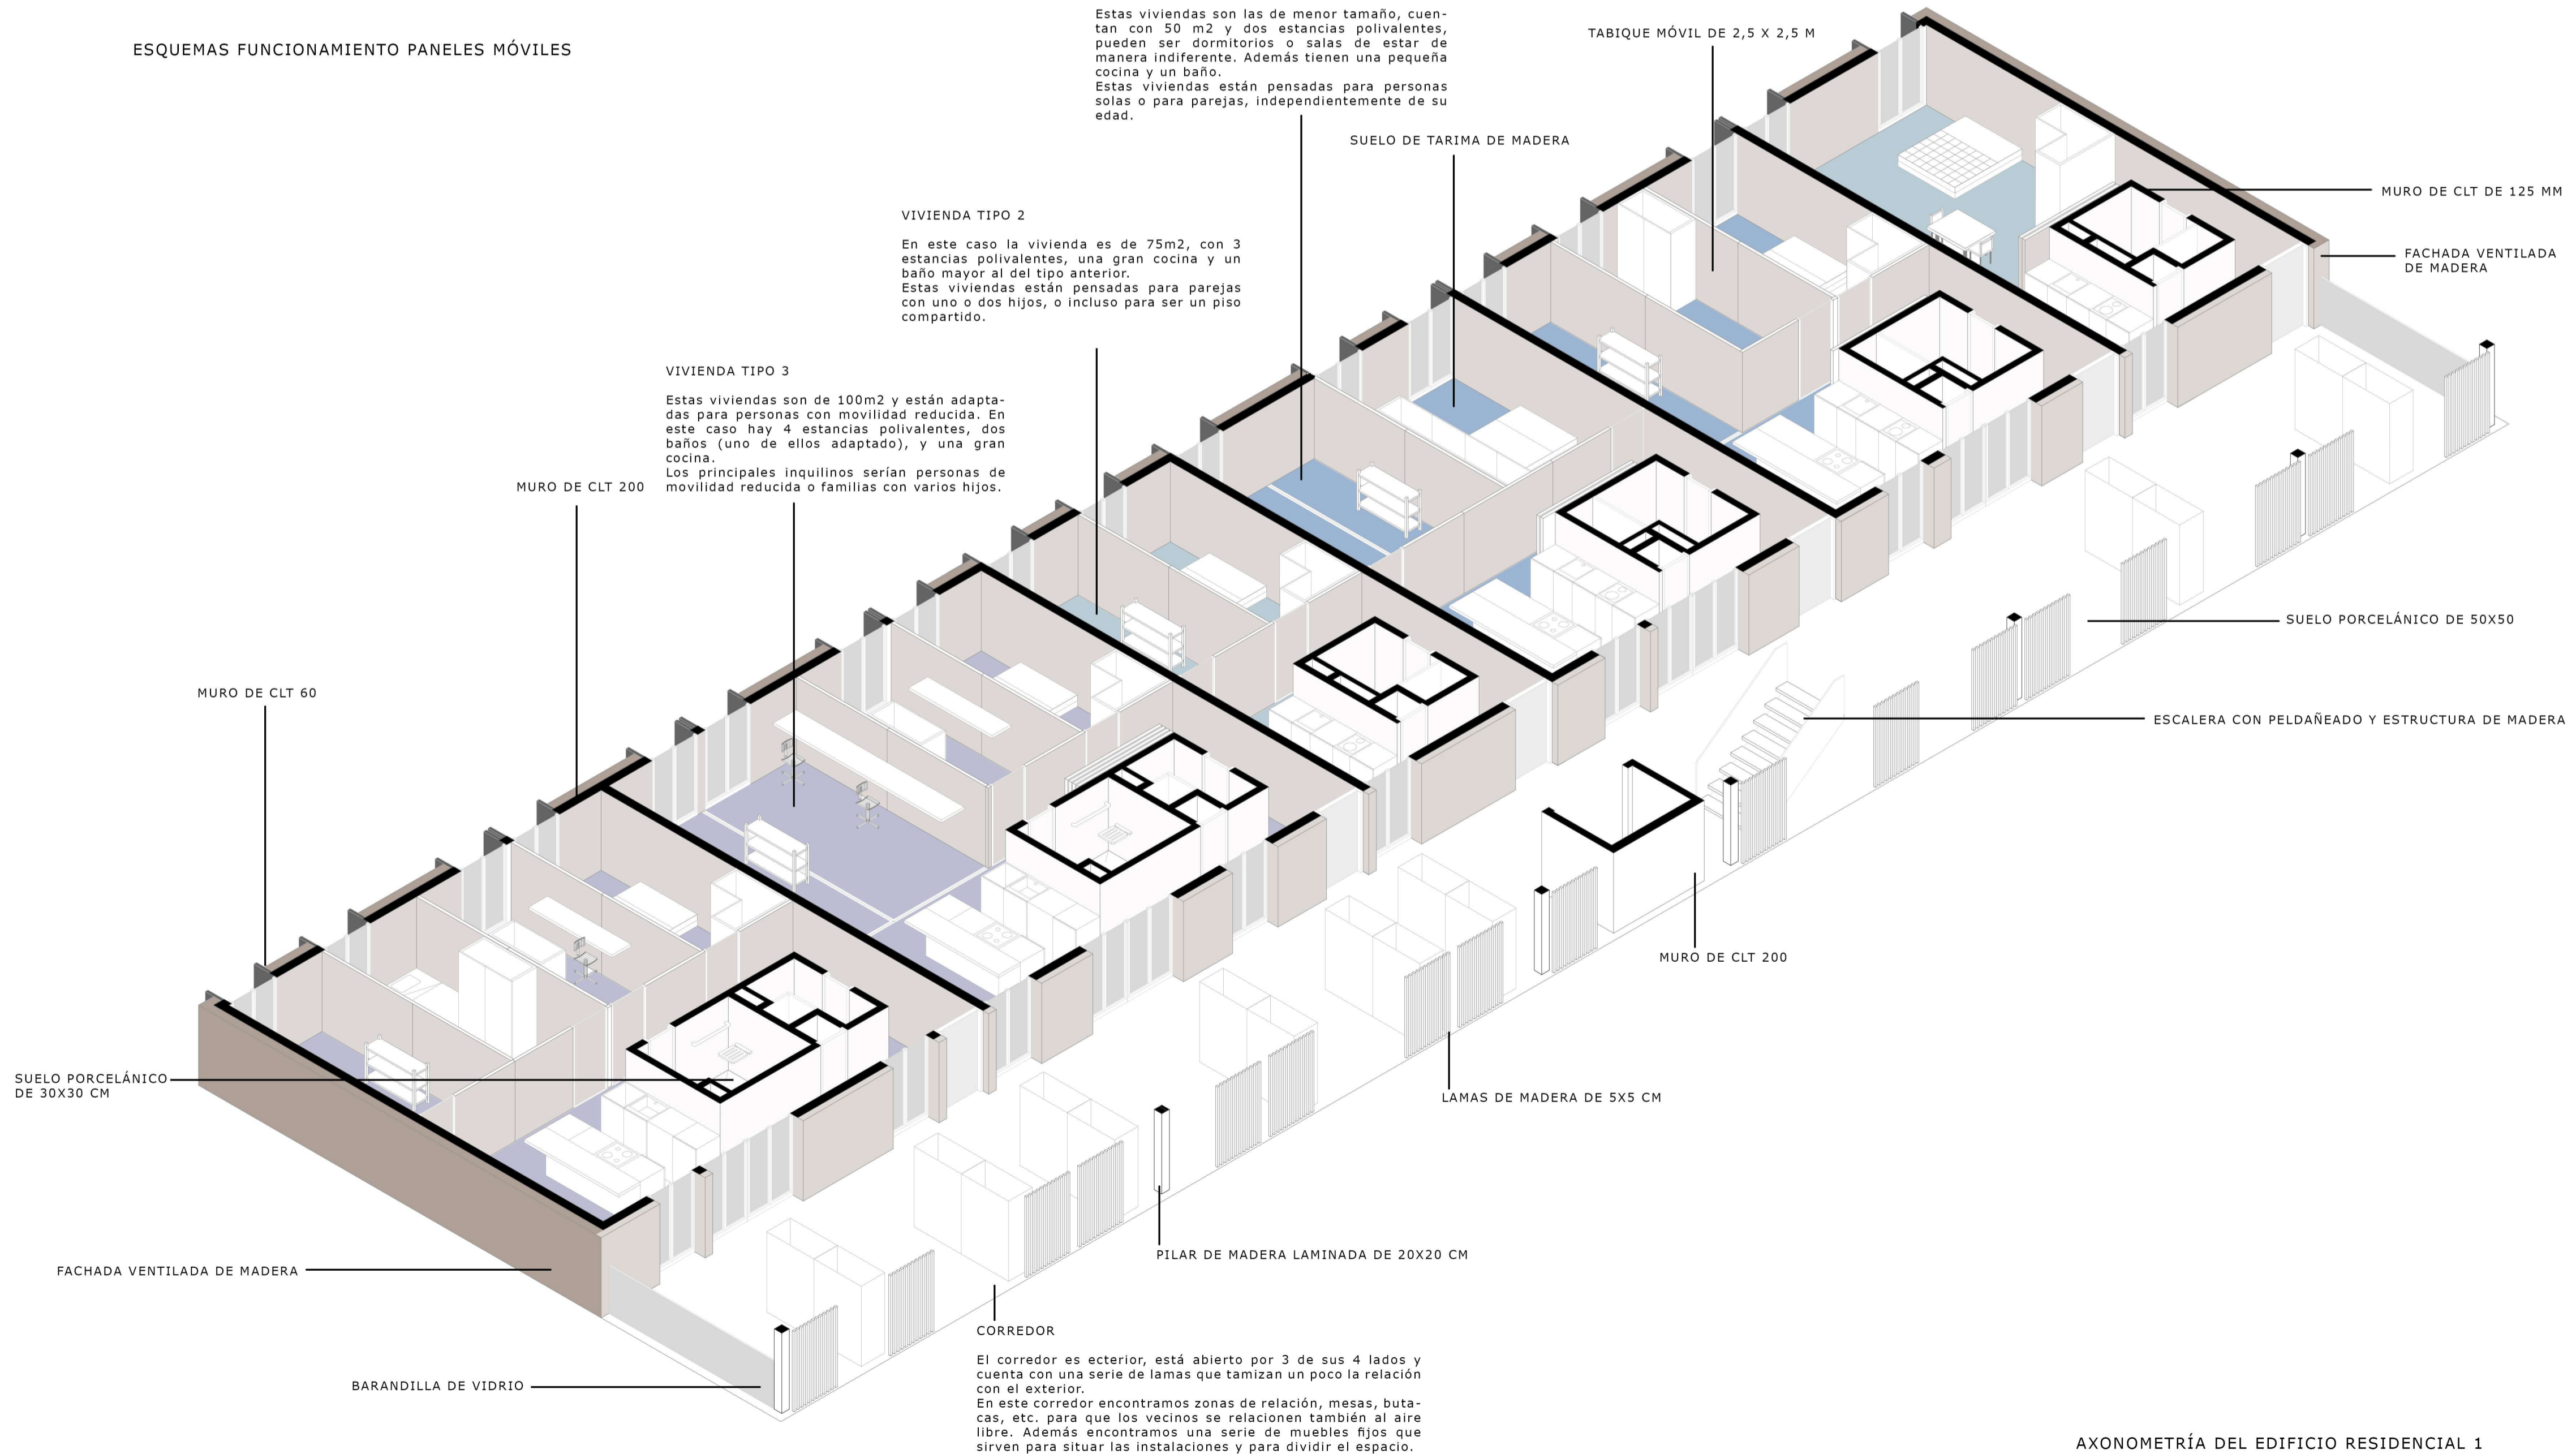 ESQUEMAS FUNCIONAMIENTO PANELES MÓVILES
Estas viviendas son las de menor tamaño, cuen-
tan con 50 m2 y dos estancias polivalentes,
pueden ser dormitorios o salas de estar de
manera indiferente. Además tienen una pequeña
cocina y un baño.
Estas viviendas están pensadas para personas
solas o para parejas, independientemente de su
edad.
TABIQUE MÓVIL DE 2,5 X 2,5 M
SUELO DE TARIMA DE MADERA
MURO DE CLT DE 125 MM
FACHADA VENTILADA
DE MADERA
VIVIENDA TIPO 2
En este caso la vivienda es de 75m2, con 3
estancias polivalentes, una gran cocina y un
baño mayor al del tipo anterior.
Estas viviendas están pensadas para parejas
con uno o dos hijos, o incluso para ser un piso
compartido.
VIVIENDA TIPO 3
Estas viviendas son de 100m2 y están adapta-
das para personas con movilidad reducida. En
este caso hay 4 estancias polivalentes, dos
baños (uno de ellos adaptado), y una gran
cocina.
Los principales inquilinos serían personas de
movilidad reducida o familias con varios hijos.
MURO DE CLT 200
SUELO PORCELÁNICO DE 50X50
MURO DE CLT 60
ESCALERA CON PELDAÑEADO Y ESTRUCTURA DE MADERA
MURO DE CLT 200
SUELO PORCELÁNICO
DE 30X30 CM
LAMAS DE MADERA DE 5X5 CM
PILAR DE MADERA LAMINADA DE 20X20 CM
FACHADA VENTILADA DE MADERA
CORREDOR
El corredor es ecterior, está abierto por 3 de sus 4 lados y
cuenta con una serie de lamas que tamizan un poco la relación
con el exterior.
En este corredor encontramos zonas de relación, mesas, buta-
cas, etc. para que los vecinos se relacionen también al aire
libre. Además encontramos una serie de muebles fijos que
sirven para situar las instalaciones y para dividir el espacio.
BARANDILLA DE VIDRIO
AXONOMETRÍA DEL EDIFICIO RESIDENCIAL 1